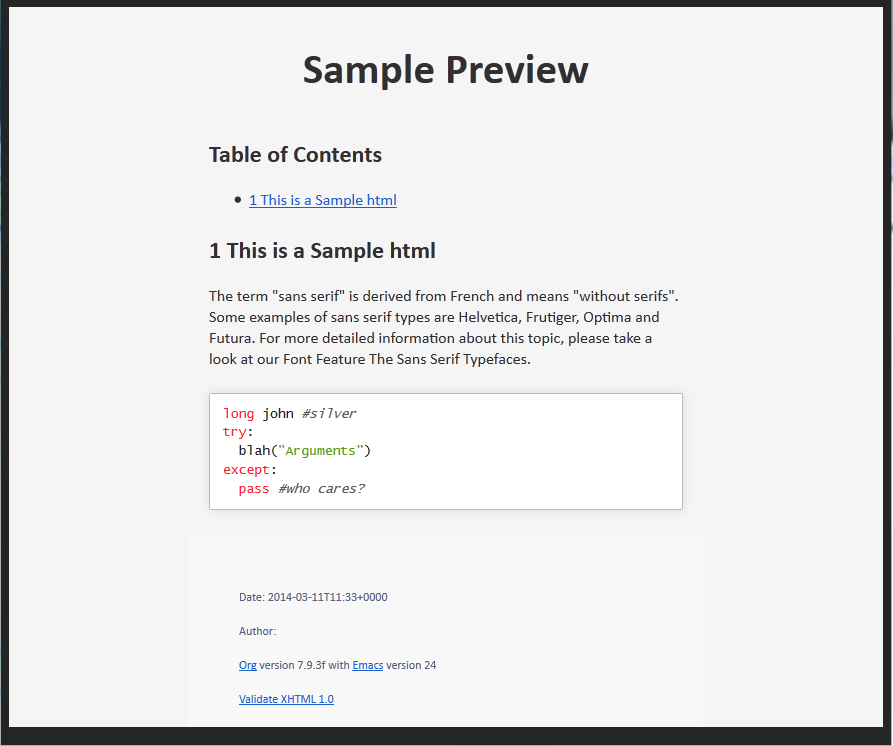 Sample Preview
Table of Contents
• 1 This is a Sample html
1 This is a Sample html
The term "sans serif" is derived from French and means "without serifs".
Some examples of sans serif types are Helvetica, Frutiger, Optima and
Futura. For more detailed information about this topic, please take a
look at our Font Feature The Sans Serif Typefaces.
long john #silver
try:
  blah("Arguments")
except:
  pass #who cares?
Date: 2014-03-11T11:33+0000
Author:
Org version 7.9.3f with Emacs version 24
Validate XHTML 1.0